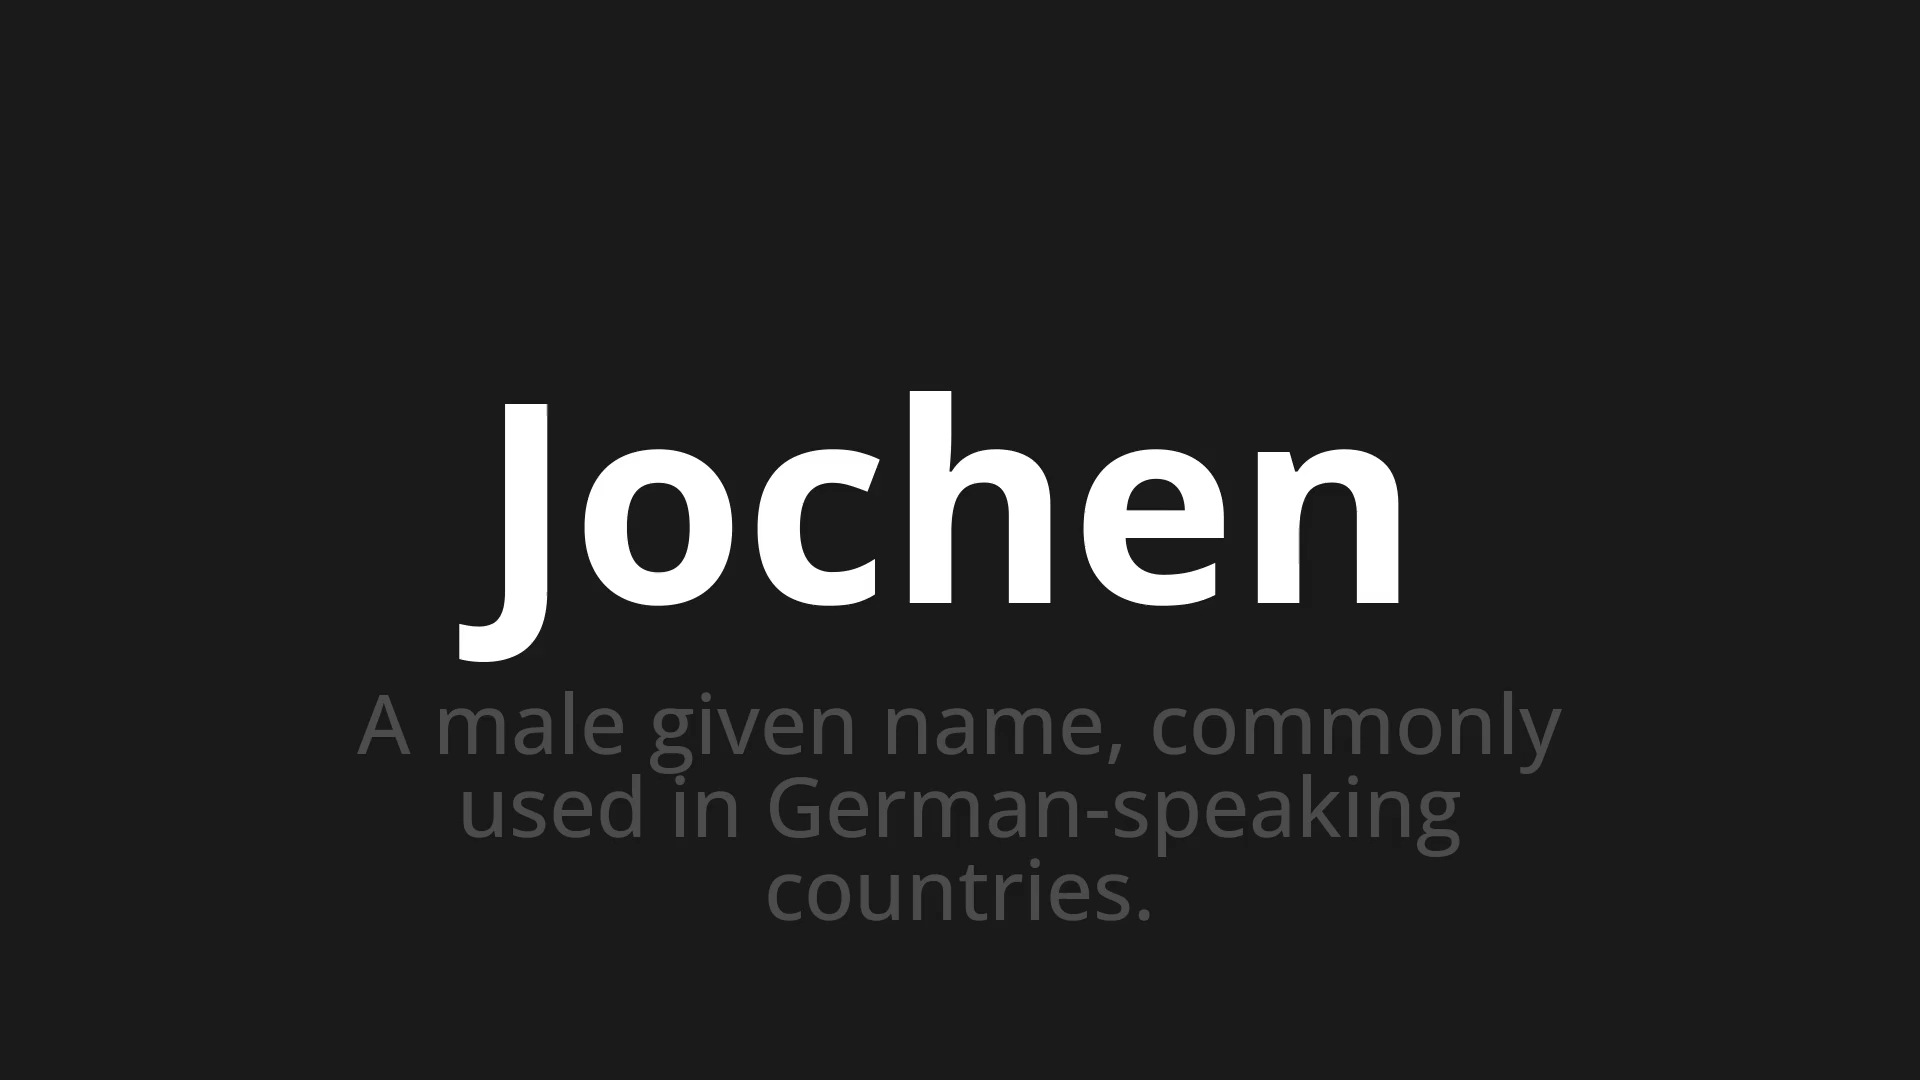 Jochen
A male given name, commonly
used in German-speaking
countries.